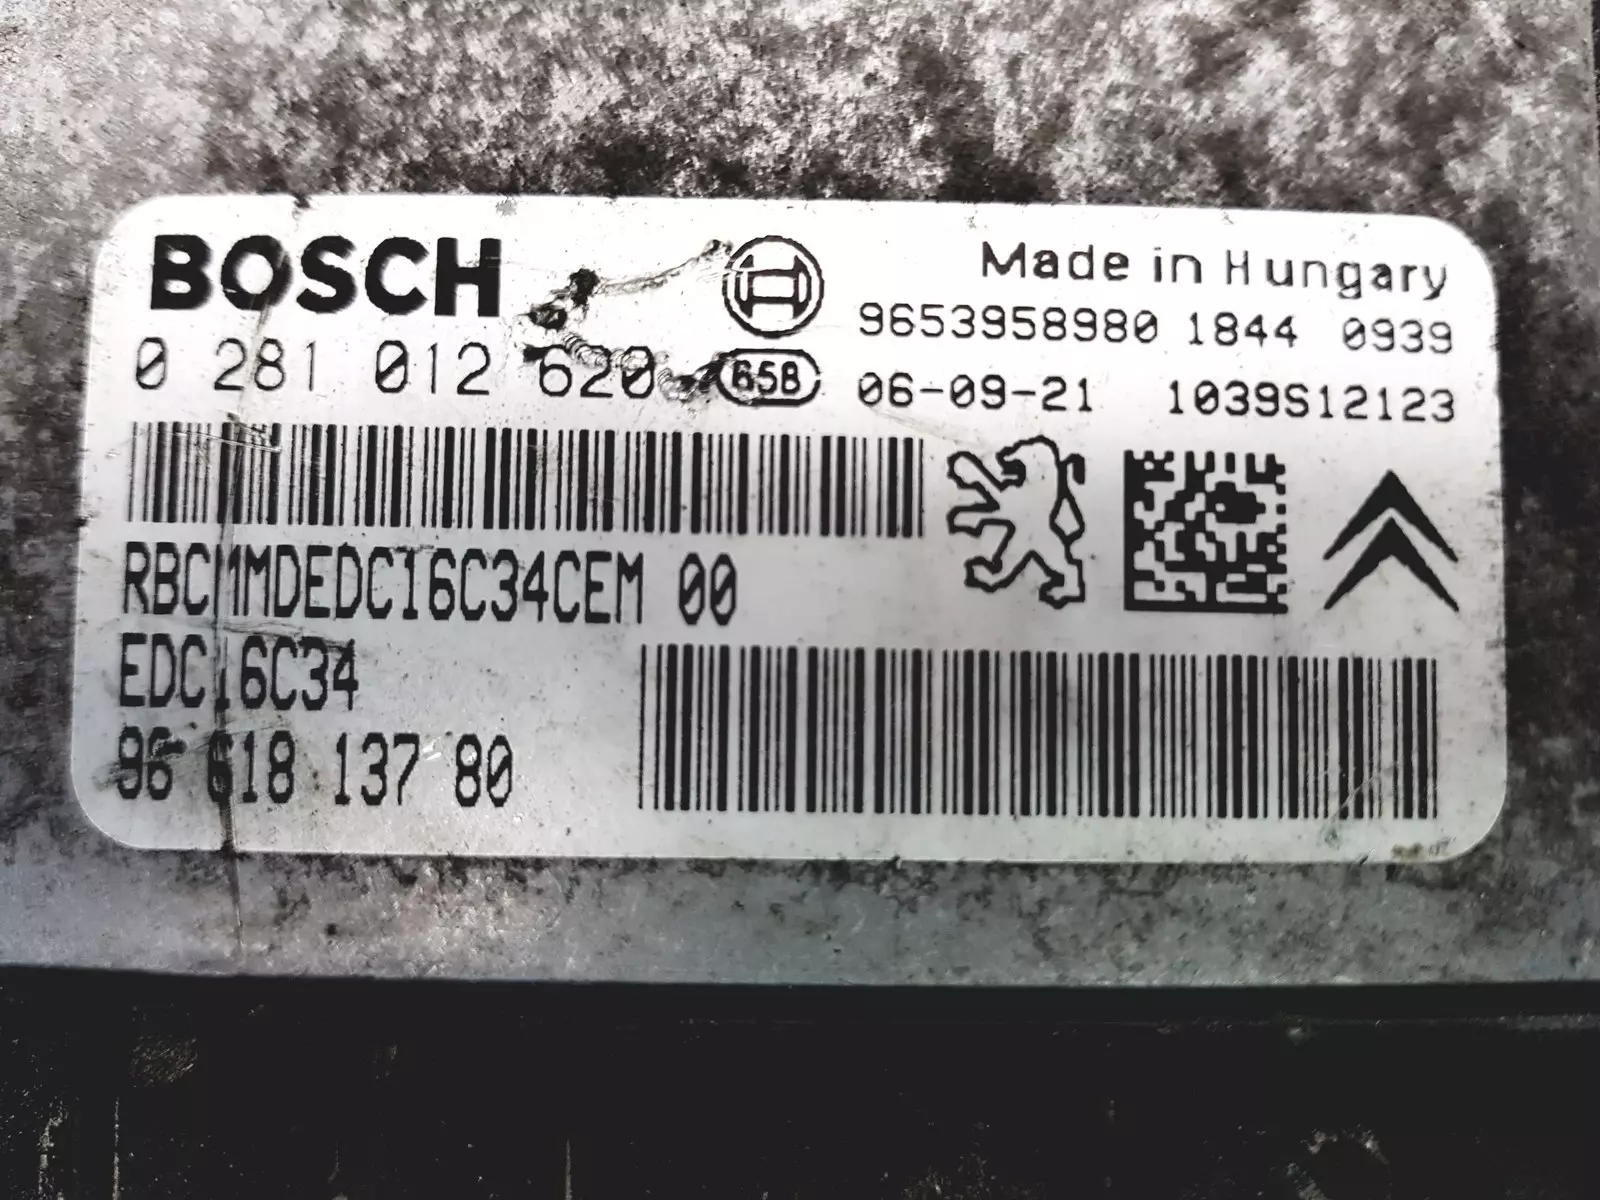 BOSCH
Made in Hungary
9653958980 1844 0939
0 281 012 620 658 06-09-21 1039S12123
RBCMMDEDC16C34CEM 00
EDC16C34
96 618 137 80